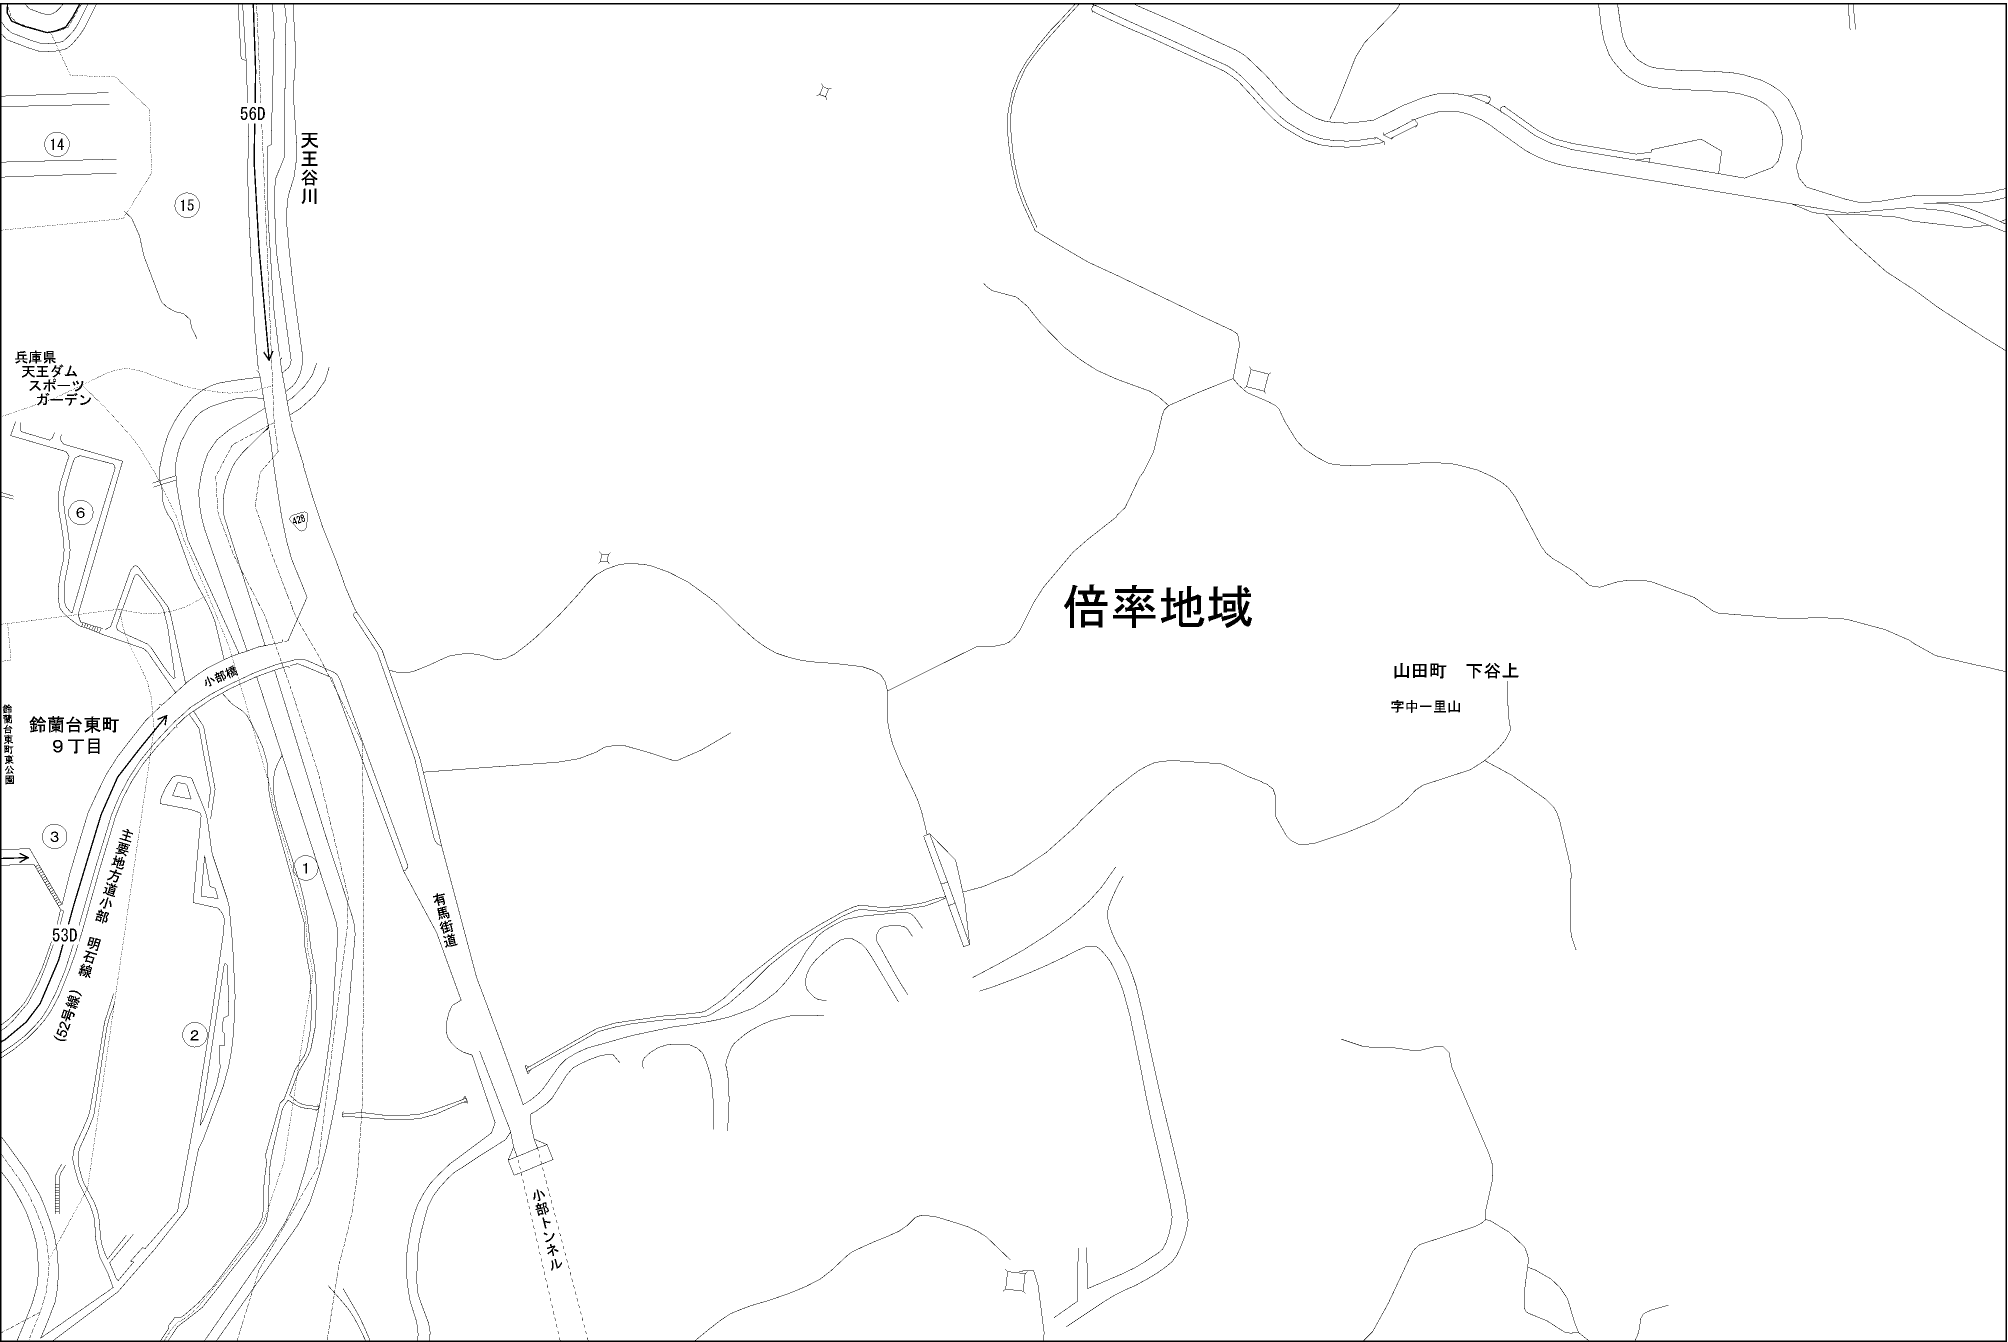 56D
天王谷川
14
15
兵庫県
天王ダム
スポーツ
ガーデン
6
428
倍率地域
山田町　下谷上
字中一里山
小部橋
鈴蘭台東町
９丁目
鈴蘭台東町東公園
3
主要地方道小部　明石線
(52号線)
53D
1
有馬街道
2
小部トンネル